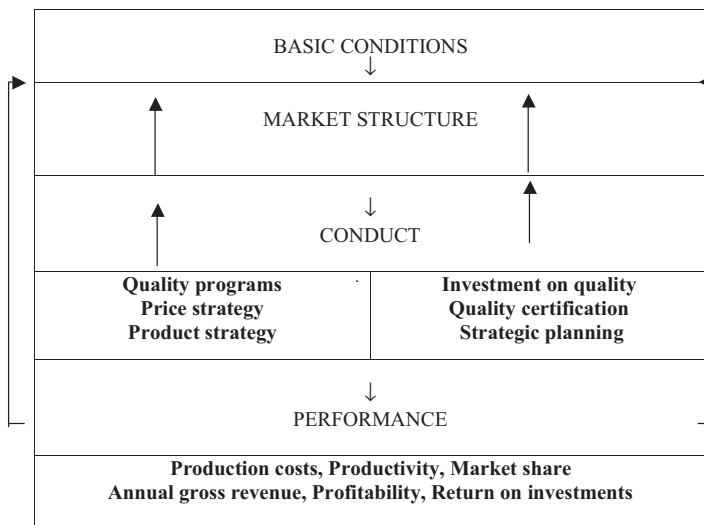 BASIC CONDITIONS
↓
MARKET STRUCTURE
↓
CONDUCT
Quality programs
Price strategy
Product strategy
Investment on quality
Quality certification
Strategic planning
↓
PERFORMANCE
Production costs, Productivity, Market share
Annual gross revenue, Profitability, Return on investments